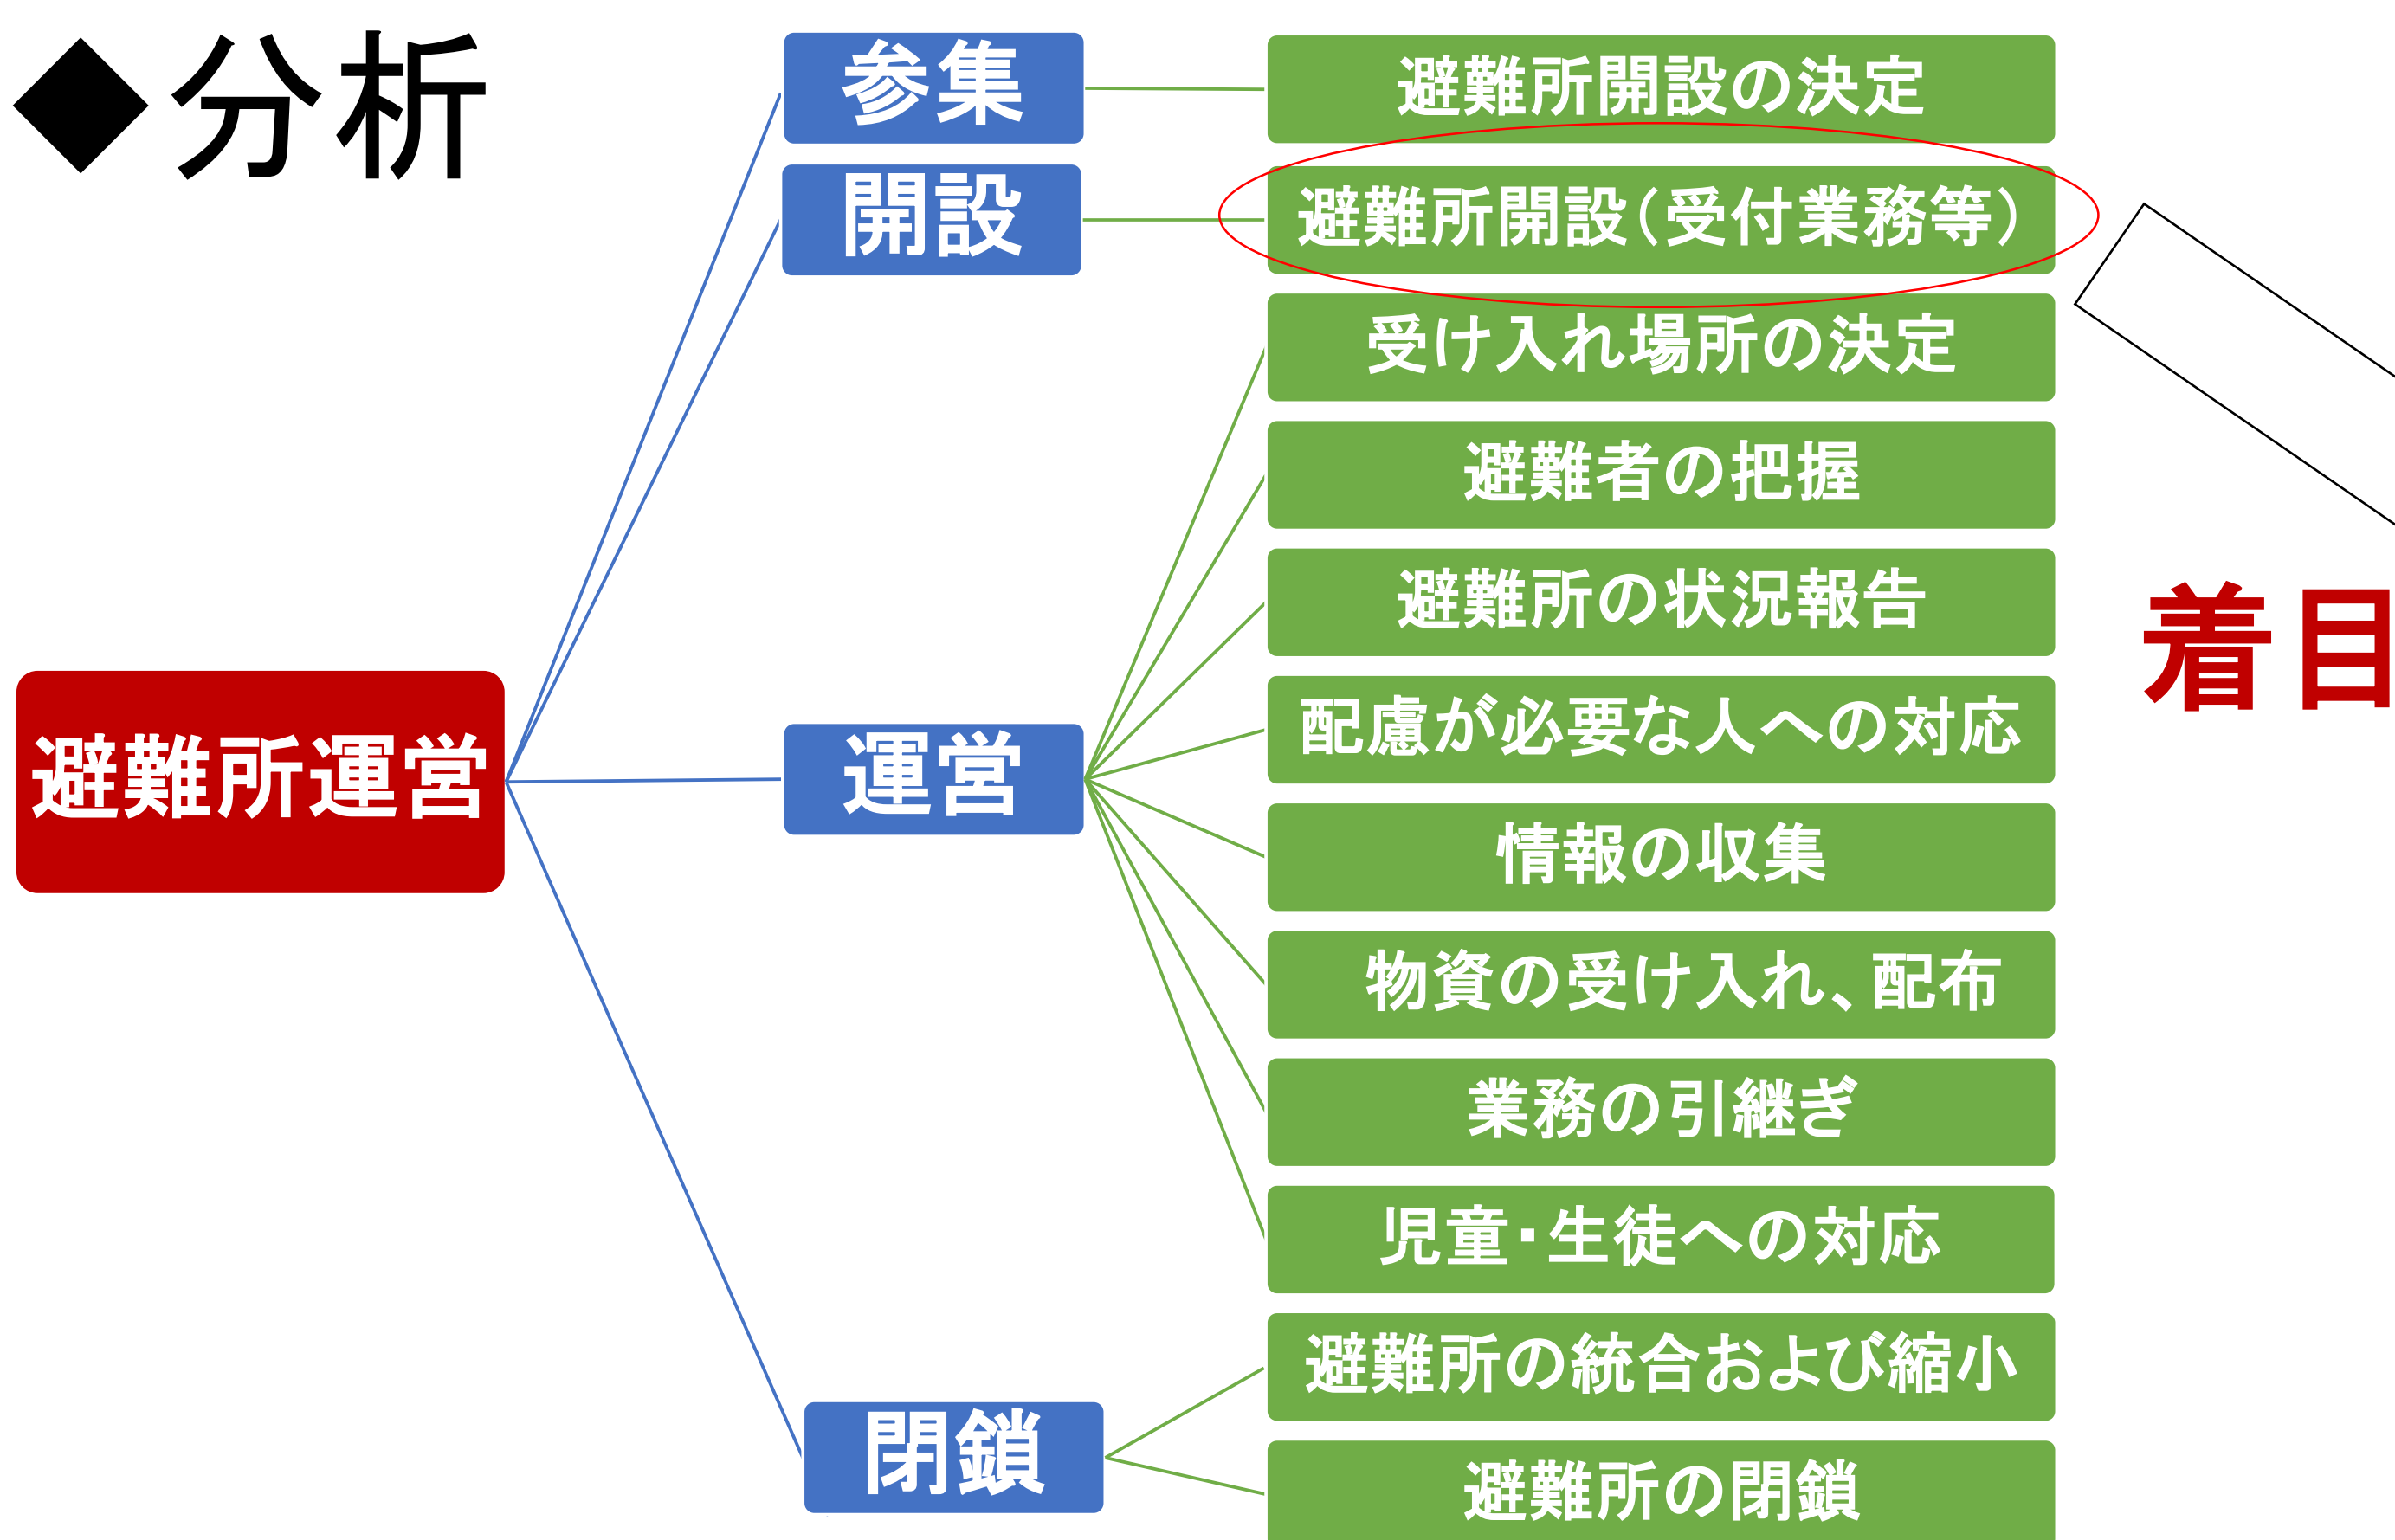 ◆分析
避難所運営
参集
開設
運営
閉鎖
避難所開設の決定
避難所開設(受付業務等)
受け入れ場所の決定
避難者の把握
避難所の状況報告
配慮が必要な人への対応
情報の収集
物資の受け入れ、配布
業務の引継ぎ
児童・生徒への対応
避難所の統合および縮小
避難所の閉鎖
着目